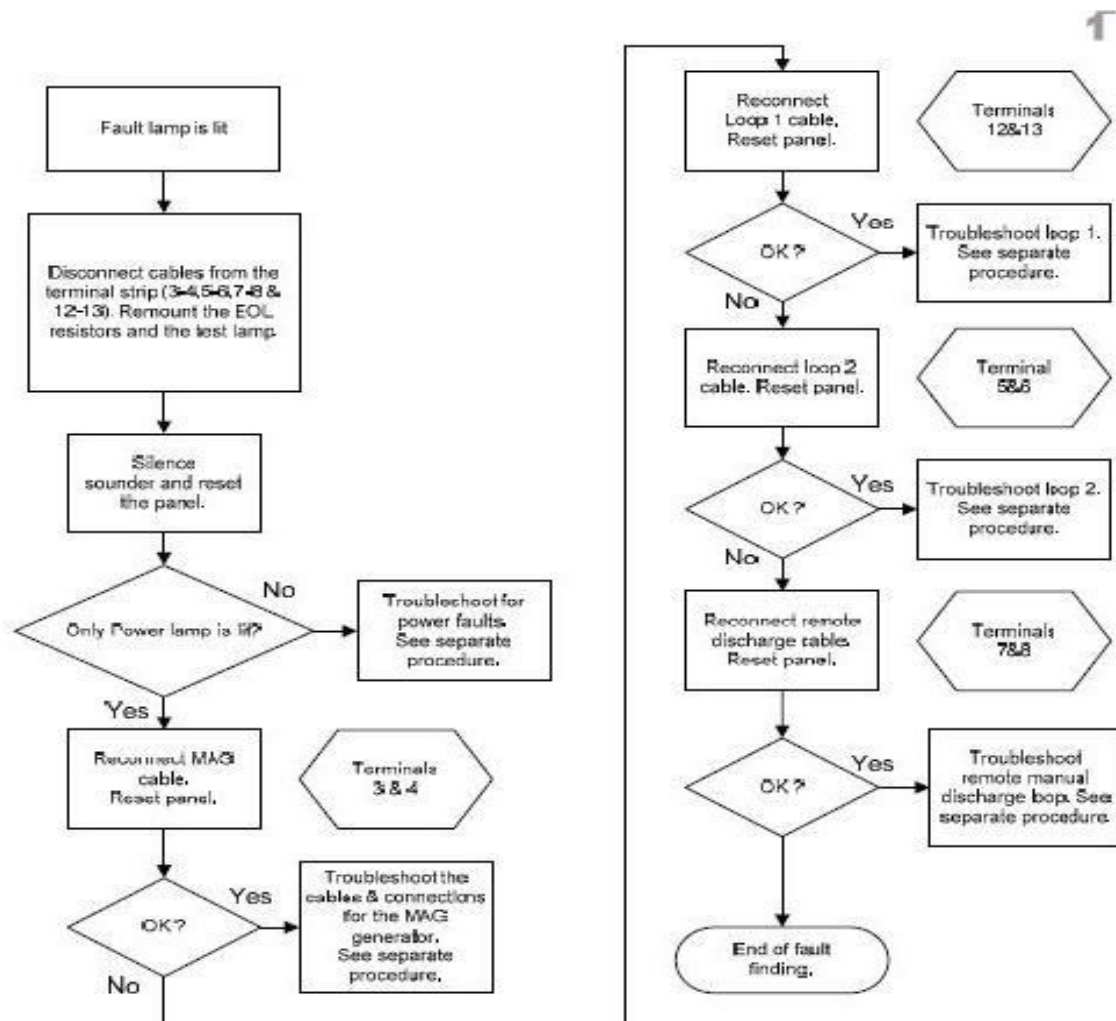 1
Fault lamp is lit
Disconnect cables from the
terminal strip (3-4,5-6,7-8 &
12-13). Remount the EOL
resistors and the test lamp.
Silence
sounder and reset
the panel.
Only Power lamp is lit?
No
Troubleshoot for
power faults.
See separate
procedure.
Yes
Reconnect MAG
cable.
Reset panel.
Terminals
3 & 4
OK?
Yes
Troubleshoot the
cables & connections
for the MAG
generator.
See separate
procedure.
No
Reconnect
Loop 1 cable,
Reset panel.
Terminals
12&13
OK?
Yes
Troubleshoot loop 1.
See separate
procedure.
No
Reconnect loop 2
cable. Reset panel.
Terminal
5&6
OK?
Yes
Troubleshoot loop 2.
See separate
procedure.
No
Reconnect remote
discharge cable.
Reset panel.
Terminals
7&8
OK?
Yes
Troubleshoot
remote manual
discharge loop. See
separate procedure.
End of fault
finding.